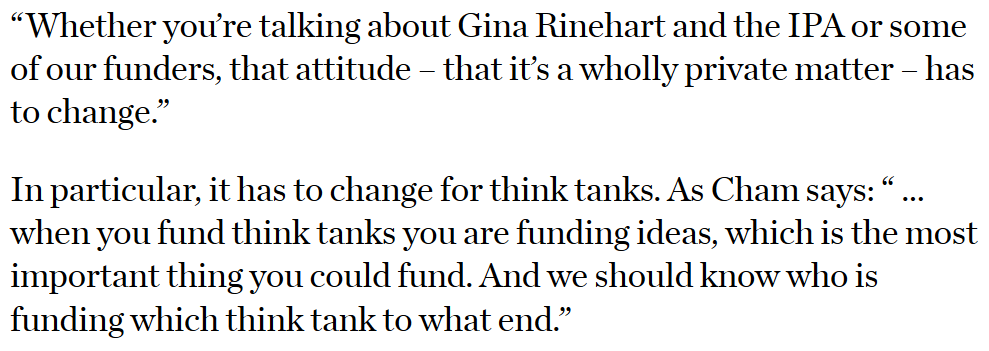 “Whether you’re talking about Gina Rinehart and the IPA or some
of our funders, that attitude – that it’s a wholly private matter – has
to change.”
In particular, it has to change for think tanks. As Cham says: “ ...
when you fund think tanks you are funding ideas, which is the most
important thing you could fund. And we should know who is
funding which think tank to what end.”